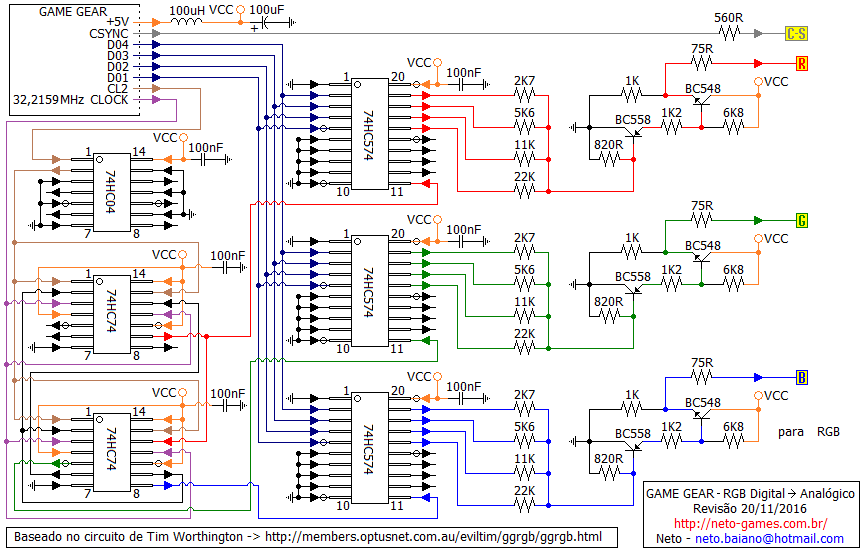 GAME GEAR
+5V
CSYNC
D04
D03
D02
D01
CL2
32,2159MHz CLOCK
100uH
VCC
100uF
+
560R
C-S
VCC
100nF
1
20
74HC574
10
11
2K7
5K6
11K
22K
75R
R
1K
BC548
VCC
BC558
1K2
6K8
820R
VCC
100nF
1
14
74HC04
7
8
VCC
100nF
1
20
74HC574
10
11
2K7
5K6
11K
22K
75R
G
1K
BC548
VCC
BC558
1K2
6K8
820R
VCC
100nF
1
14
74HC74
7
8
VCC
100nF
1
20
74HC574
10
11
2K7
5K6
11K
22K
75R
B
1K
BC548
VCC
BC558
1K2
6K8
820R
para RGB
VCC
100nF
1
14
74HC74
7
8
GAME GEAR - RGB Digital → Analógico
Revisão 20/11/2016
http://neto-games.com.br/
Neto - neto.baiano@hotmail.com
Baseado no circuito de Tim Worthington -> http://members.optusnet.com.au/eviltim/ggrgb/ggrgb.html